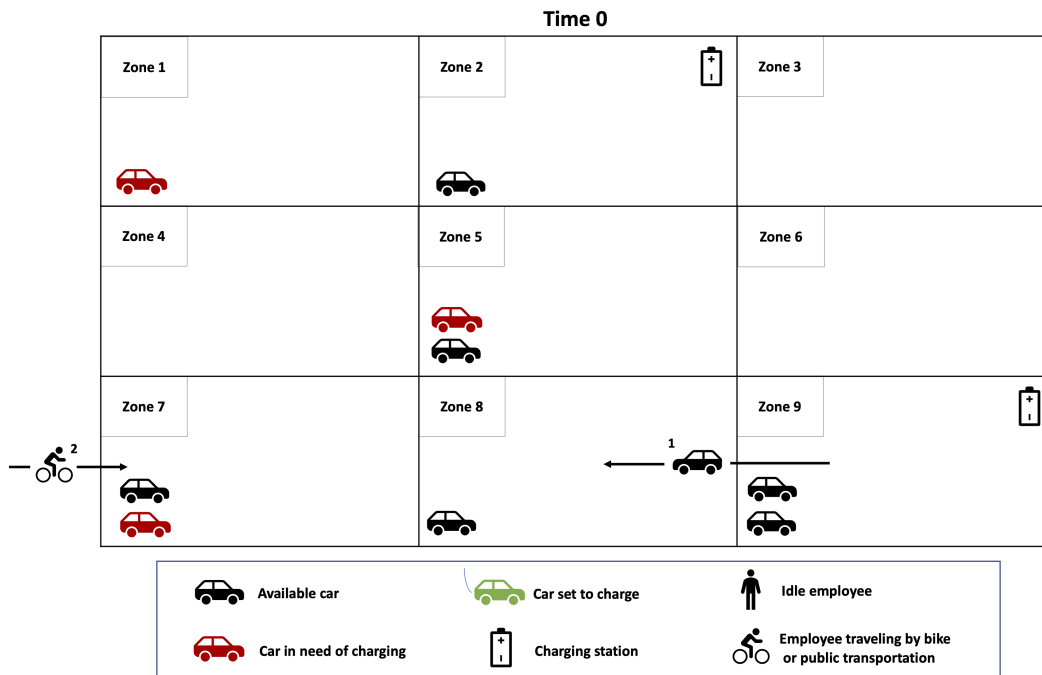 Time 0
Zone 1
Zone 2
+
I
Zone 3
Zone 4
Zone 5
Zone 6
Zone 7
Zone 8
Zone 9
+
I
2
1
Available car
Car set to charge
Idle employee
Car in need of charging
+
I
Charging station
Employee traveling by bike
or public transportation